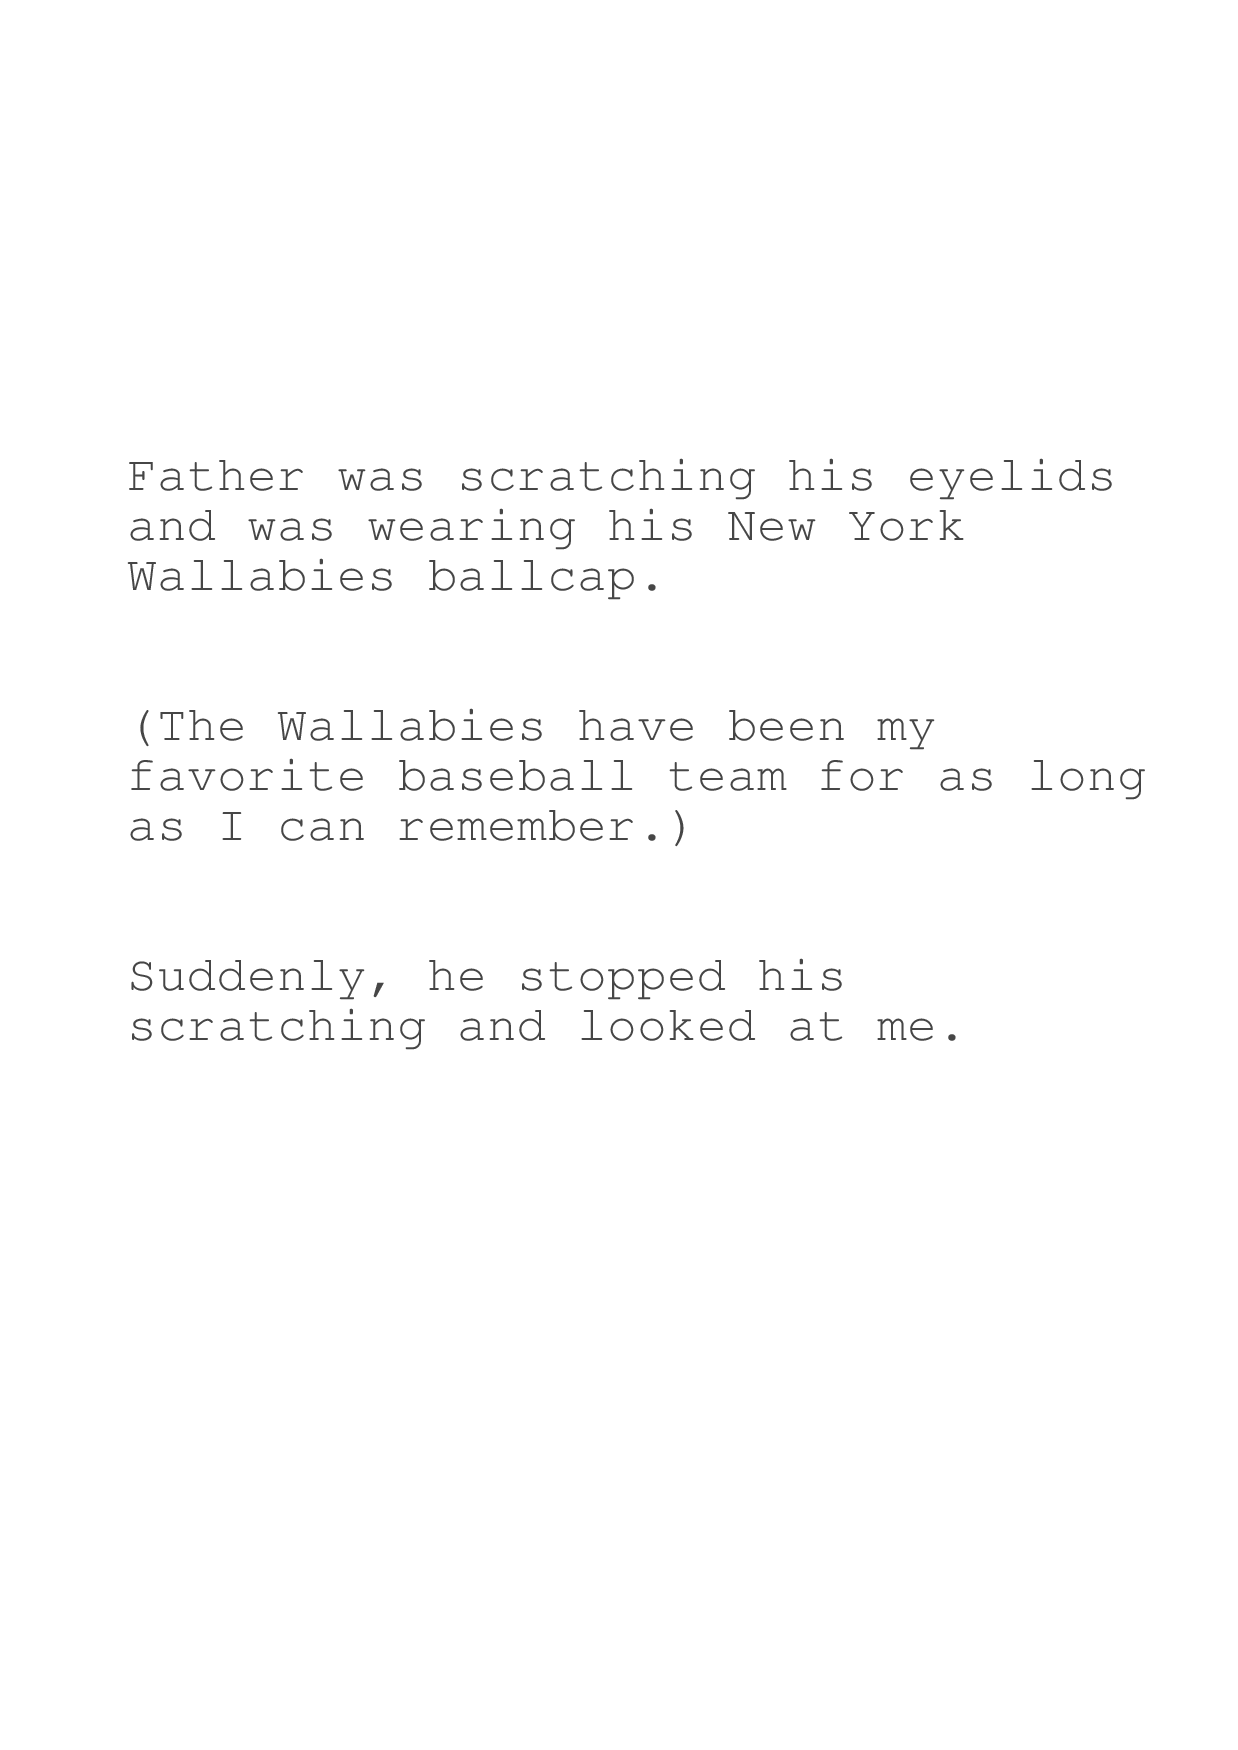 Father was scratching his eyelids
and was wearing his New York
Wallabies ballcap.
(The Wallabies have been my
favorite baseball team for as long
as I can remember.)
Suddenly, he stopped his
scratching and looked at me.